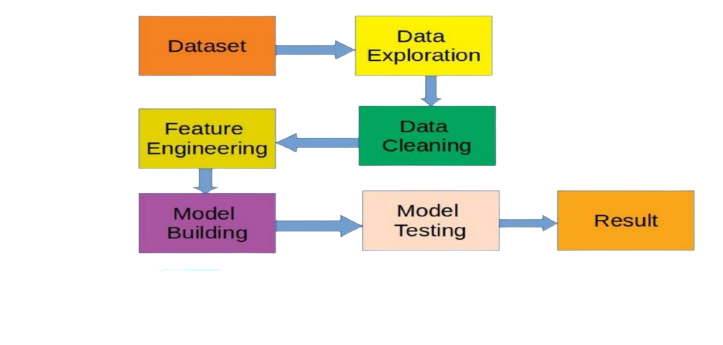 Dataset
Data
Exploration
Data
Cleaning
Feature
Engineering
Model
Building
Model
Testing
Result